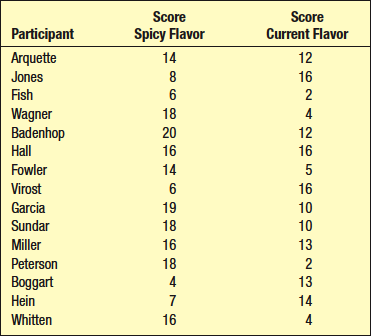 Score Score
Participant Spicy Flavor Current Flavor
Arquette 14 12
Jones 8 16
Fish 6 2
Wagner 18 4
Badenhop 20 12
Hall 16 16
Fowler 14 5
Virost 6 16
Garcia 19 10
Sundar 18 10
Miller 16 13
Peterson 18 2
Boggart 4 13
Hein 7 14
Whitten 16 4